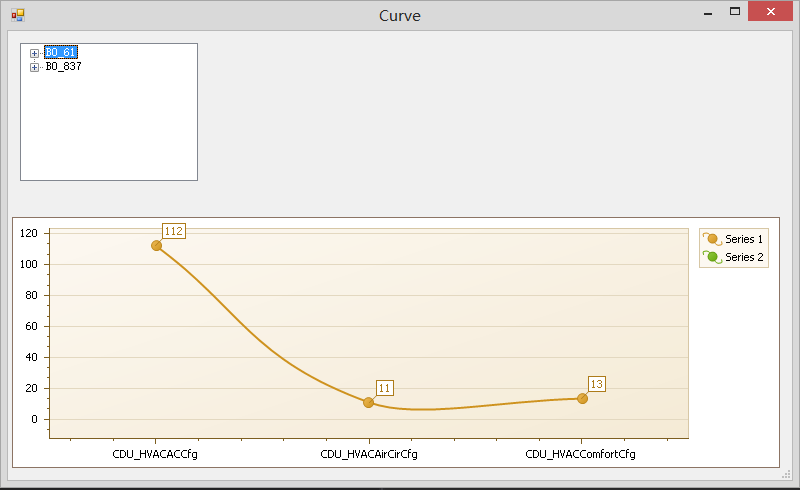 Curve
BO_61
BO_837
120
100
80
60
40
20
0
112
11
13
CDU_HVACACCfg
CDU_HVACAirCirCfg
CDU_HVACComfortCfg
Series 1
Series 2